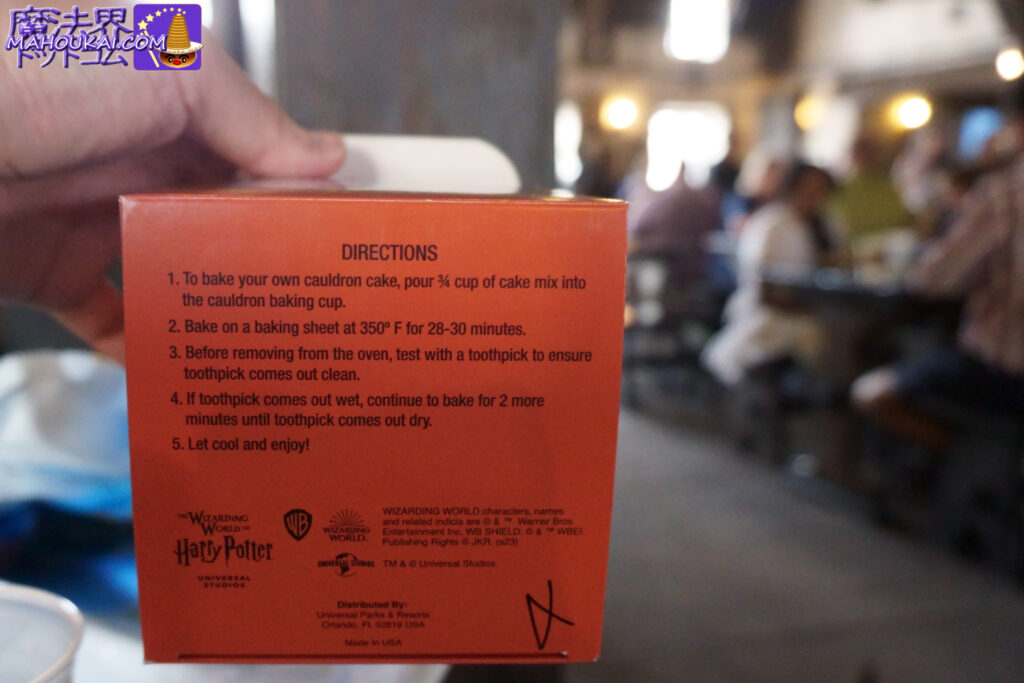 魔法界
MAHOUKAI.COM
ドットコム
DIRECTIONS
1. To bake your own cauldron cake, pour ¾ cup of cake mix into
the cauldron baking cup.
2. Bake on a baking sheet at 350º F for 28-30 minutes.
3. Before removing from the oven, test with a toothpick to ensure
toothpick comes out clean.
4. If toothpick comes out wet, continue to bake for 2 more
minutes until toothpick comes out dry.
5. Let cool and enjoy!
THE WIZARDING
WORLD OF
Harry Potter
UNIVERSAL
STUDIOS
WB
WIZARDING
WORLD.
UNIVERSAL STUDIOS
WIZARDING WORLD characters, names
and related indicia are © & ™ Warner Bros.
Entertainment Inc. WB SHIELD: © & ™ WBEI.
Publishing Rights © JKR. (s23)
TM & © Universal Studios.
Distributed By:
Universal Parks & Resorts
Orlando, Fl, 32819 USA
Made In USA